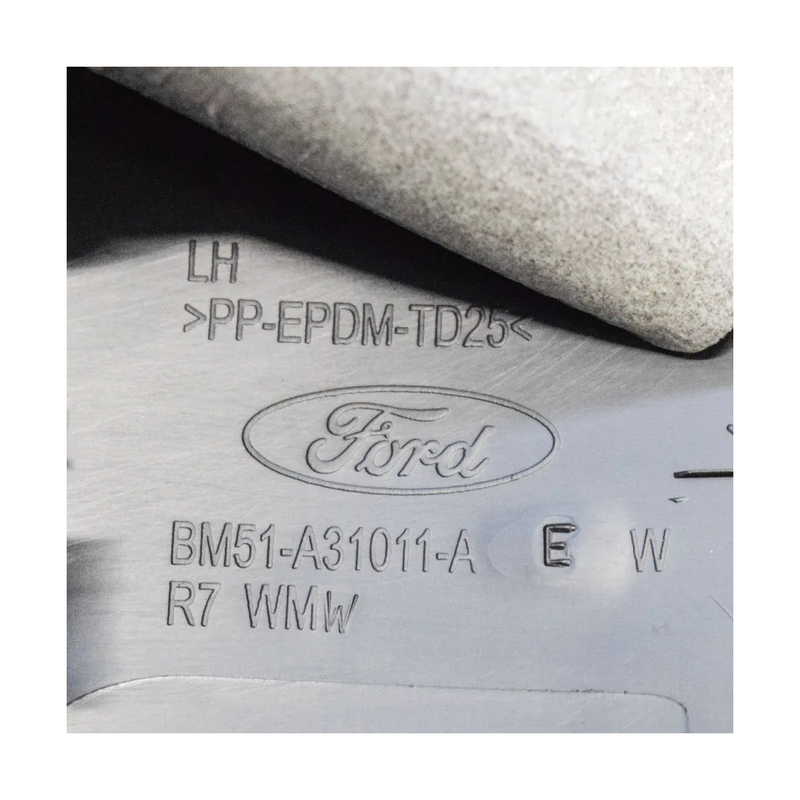 LH
>PP-EPDM-TD25<
Ford
BM51-A31011-A E W
R7 WMW